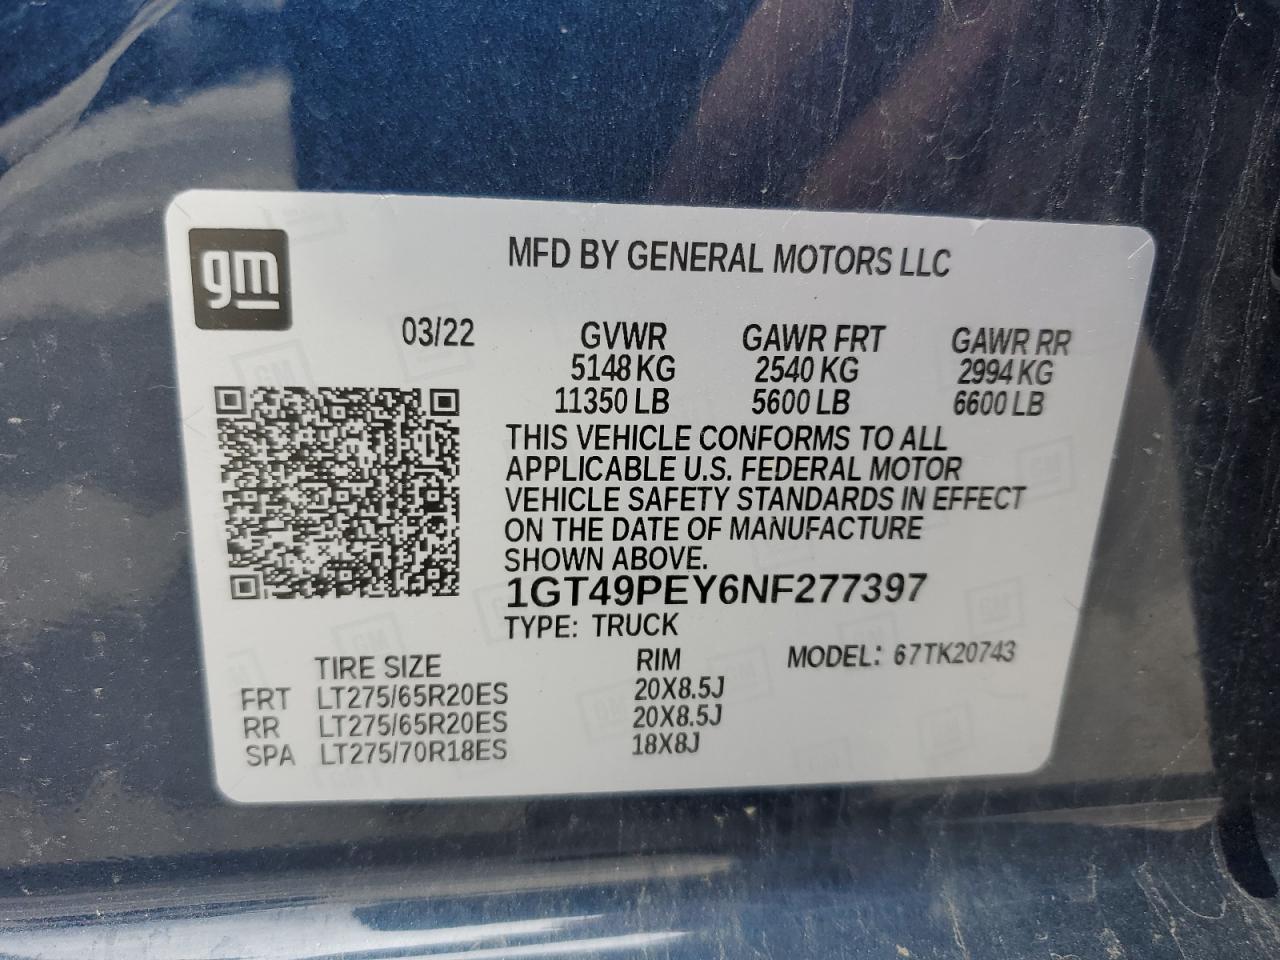 gm
MFD BY GENERAL MOTORS LLC
03/22 GVWR GAWR FRT GAWR RR
5148 KG 2540 KG 2994 KG
11350 LB 5600 LB 6600 LB
THIS VEHICLE CONFORMS TO ALL
APPLICABLE U.S. FEDERAL MOTOR
VEHICLE SAFETY STANDARDS IN EFFECT
ON THE DATE OF MANUFACTURE
SHOWN ABOVE.
1GT49PEY6NF277397
TYPE: TRUCK
TIRE SIZE RIM MODEL: 67TK20743
FRT LT275/65R20ES 20X8.5J
RR LT275/65R20ES 20X8.5J
SPA LT275/70R18ES 18X8J